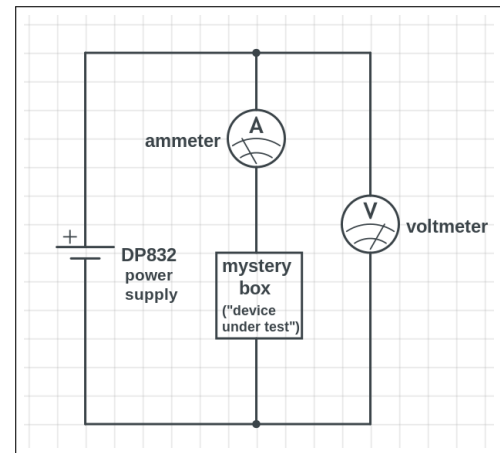 A
ammeter
V
voltmeter
+
DP832
power
supply
mystery
box
("device
under test")